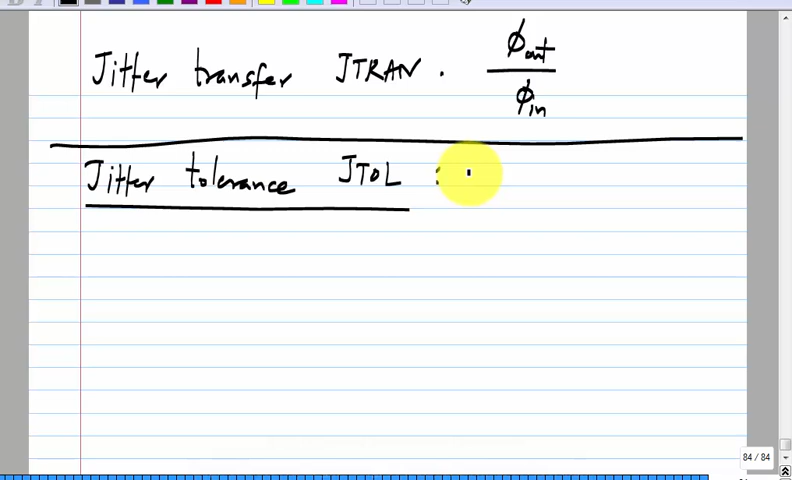 Jitter transfer JTRAN. ϕout / ϕin
Jitter tolerance JTOL :
84 / 84